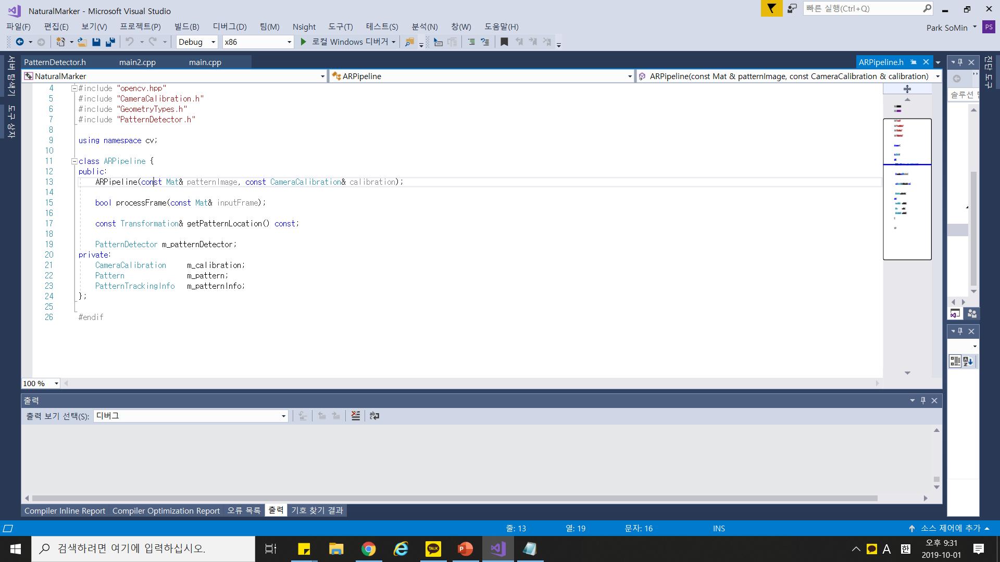 NaturalMarker - Microsoft Visual Studio
빠른 실행(Ctrl+Q)
파일(F) 편집(E) 보기(V) 프로젝트(P) 빌드(B) 디버그(D) 팀(M) Nsight 도구(T) 테스트(S) 분석(N) 창(W) 도움말(H)
Park SoMin PS
Debug x86 로컬 Windows 디버거
서버 탐색기
도구 상자
PatternDetector.h main2.cpp main.cpp ARPipeline.h
진단 도구
NaturalMarker ARPipeline ARPipeline(const Mat & patternImage, const CameraCalibration & calibration)
솔루션
4 #include "opencv.hpp"
5 #include "CameraCalibration.h"
6 #include "GeometryTypes.h"
7 #include "PatternDetector.h"
8
9 using namespace cv;
10
11 class ARPipeline {
12 public:
13 ARPipeline(const Mat& patternImage, const CameraCalibration& calibration);
14
15 bool processFrame(const Mat& inputFrame);
16
17 const Transformation& getPatternLocation() const;
18
19 PatternDetector m_patternDetector;
20 private:
21 CameraCalibration m_calibration;
22 Pattern m_pattern;
23 PatternTrackingInfo m_patternInfo;
24 };
25
26 #endif
100 %
출력
출력 보기 선택(S): 디버그
Compiler Inline Report Compiler Optimization Report 오류 목록 출력 기호 찾기 결과
줄: 13 열: 19 문자: 16 INS 소스 제어에 추가
검색하려면 여기에 입력하십시오.
TALK
A 한
오후 9:31
2019-10-01